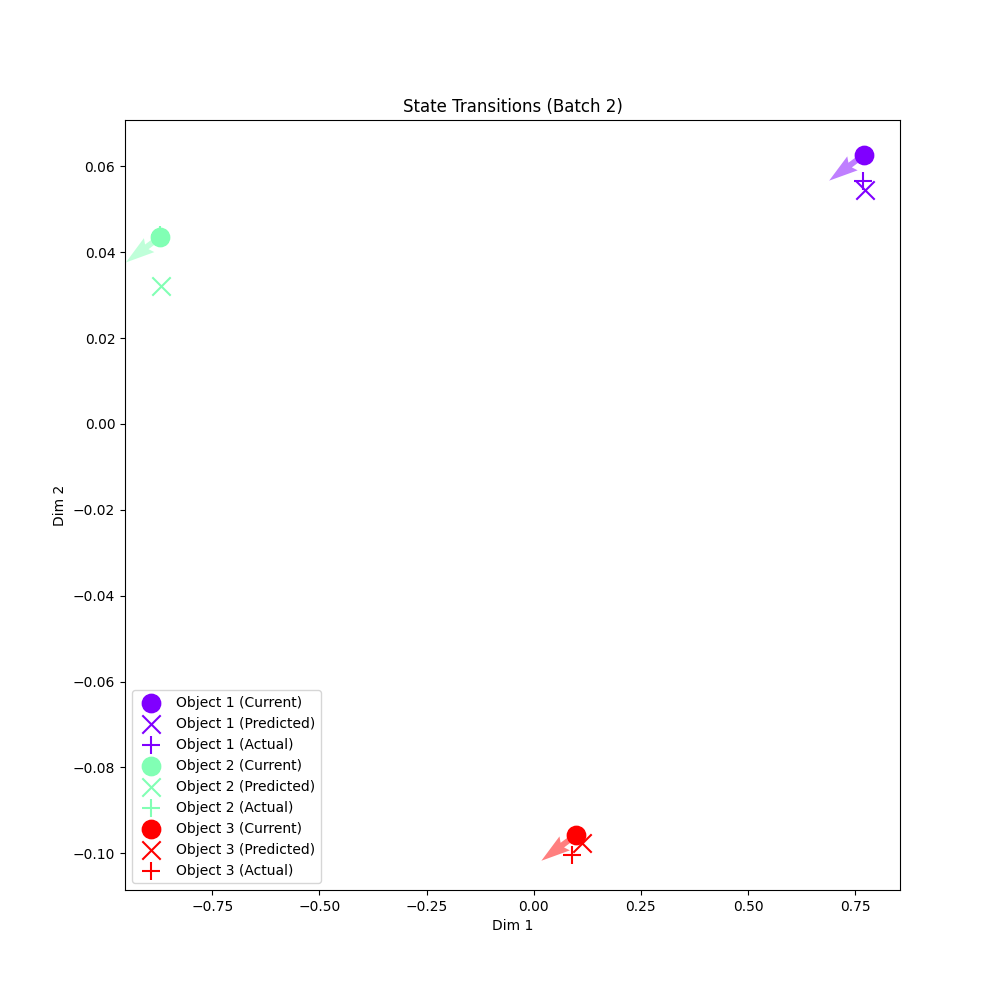 State Transitions (Batch 2)
0.06
0.04
0.02
0.00
−0.02
−0.04
−0.06
−0.08
−0.10
Dim 2
Object 1 (Current)
Object 1 (Predicted)
Object 1 (Actual)
Object 2 (Current)
Object 2 (Predicted)
Object 2 (Actual)
Object 3 (Current)
Object 3 (Predicted)
Object 3 (Actual)
−0.75 −0.50 −0.25 0.00 0.25 0.50 0.75
Dim 1